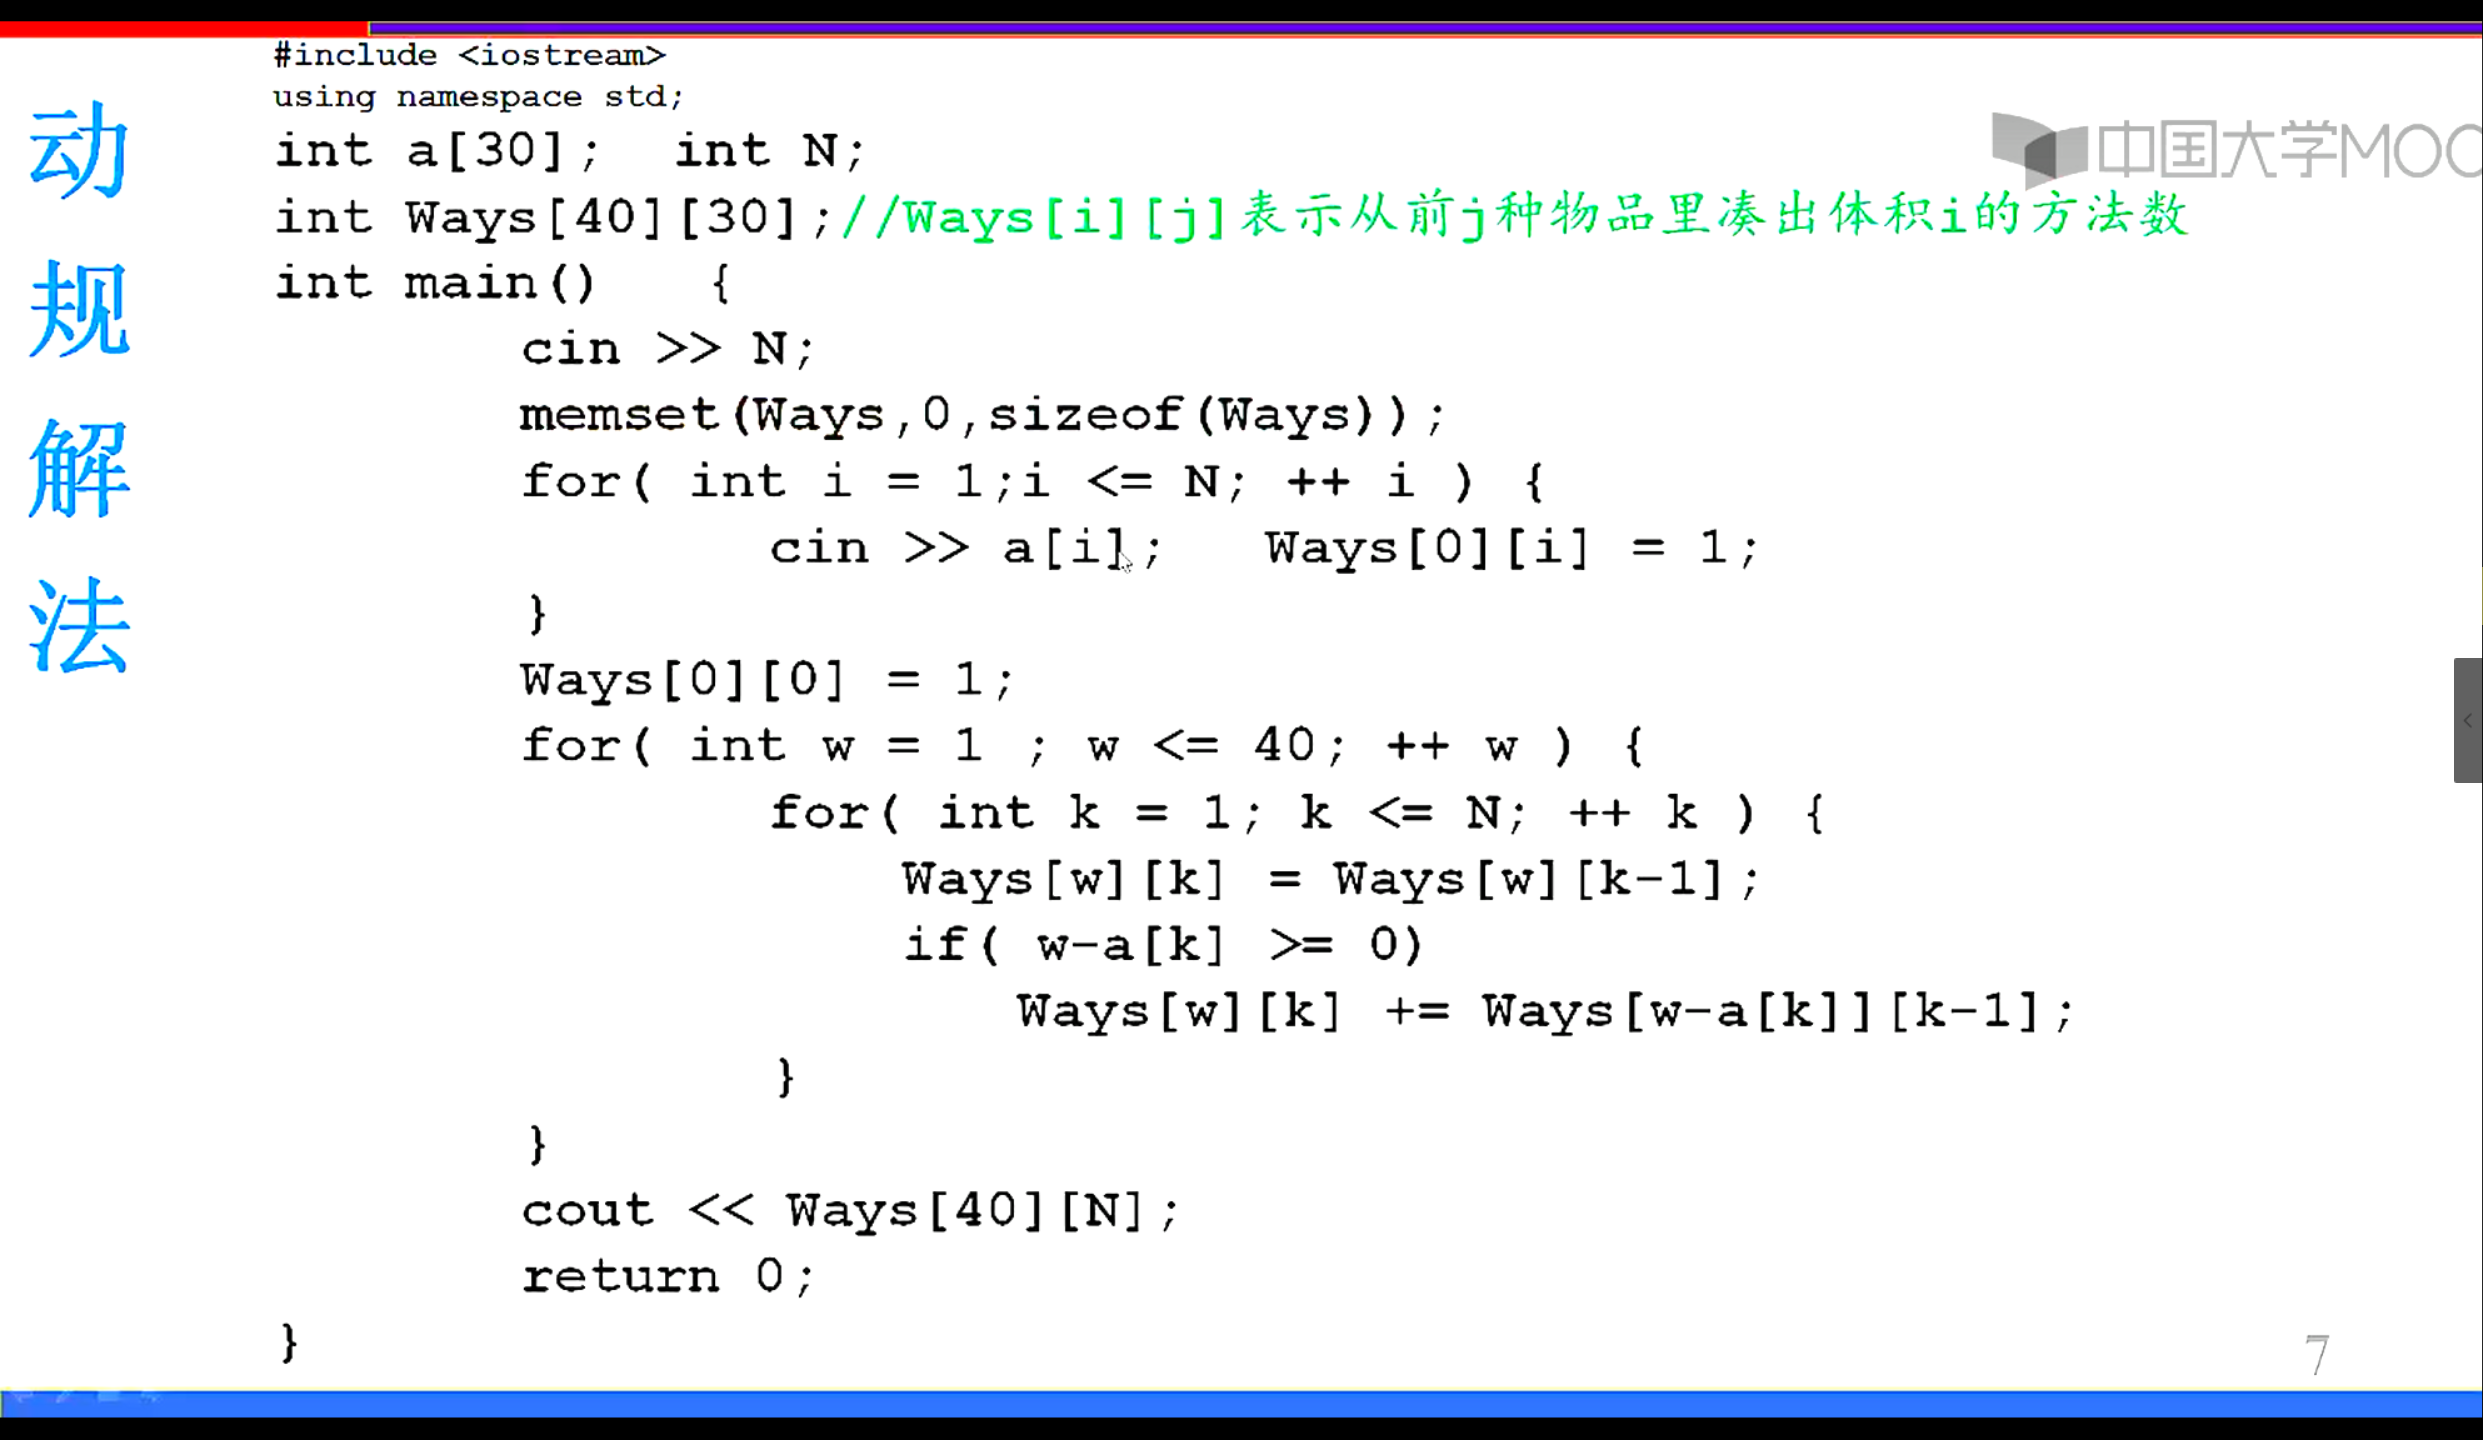 #include <iostream>
using namespace std;
int a[30];  int N;
int Ways[40][30];//Ways[i][j]表示从前j种物品里凑出体积i的方法数
int main()   {
cin >> N;
memset(Ways,0,sizeof(Ways));
for( int i = 1;i <= N; ++ i ) {
cin >> a[i];   Ways[0][i] = 1;
}
Ways[0][0] = 1;
for( int w = 1 ; w <= 40; ++ w ) {
for( int k = 1; k <= N; ++ k ) {
Ways[w][k] = Ways[w][k-1];
if( w-a[k] >= 0)
Ways[w][k] += Ways[w-a[k]][k-1];
}
}
cout << Ways[40][N];
return 0;
}
动
规
解
法
中国大学MOO
7